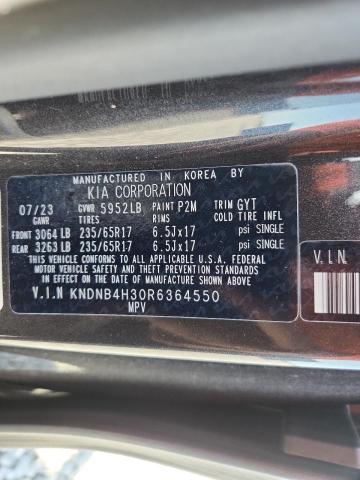 MANUFACTURED IN KOREA BY
KIA CORPORATION
07/23 GVWR 5952LB PAINT P2M TRIM GYT
GAWR TIRES RIMS COLD TIRE INFL
FRONT 3064 LB 235/65R17 6.5Jx17 psi SINGLE
REAR 3263 LB 235/65R17 6.5Jx17 psi SINGLE
THIS VEHICLE CONFORMS TO ALL APPLICABLE U.S.A. FEDERAL
MOTOR VEHICLE SAFETY, BUMPER, AND THEFT PREVENTION
STANDARDS IN EFFECT ON THE DATE OF MANUFACTURE
SHOWN ABOVE.
V.I.N KNDNB4H30R6364550
MPV
V.I.N.